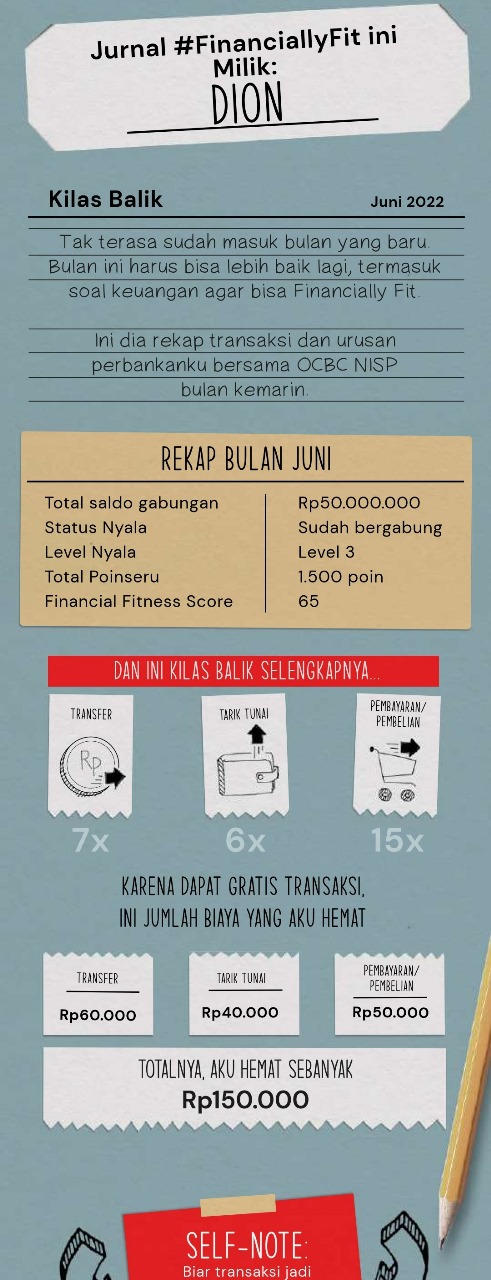 Jurnal #FinanciallyFit ini
Milik:
DION
Kilas Balik
Juni 2022
Tak terasa sudah masuk bulan yang baru.
Bulan ini harus bisa lebih baik lagi, termasuk
soal keuangan agar bisa Financially Fit.
Ini dia rekap transaksi dan urusan
perbankanku bersama OCBC NISP
bulan kemarin.
REKAP BULAN JUNI
Total saldo gabungan Rp50.000.000
Status Nyala Sudah bergabung
Level Nyala Level 3
Total Poinseru 1.500 poin
Financial Fitness Score 65
DAN INI KILAS BALIK SELENGKAPNYA...
TRANSFER
Rp
7x
TARIK TUNAI
6x
PEMBAYARAN/
PEMBELIAN
15x
KARENA DAPAT GRATIS TRANSAKSI,
INI JUMLAH BIAYA YANG AKU HEMAT
TRANSFER
Rp60.000
TARIK TUNAI
Rp40.000
PEMBAYARAN/
PEMBELIAN
Rp50.000
TOTALNYA, AKU HEMAT SEBANYAK
Rp150.000
SELF-NOTE:
Biar transaksi jadi